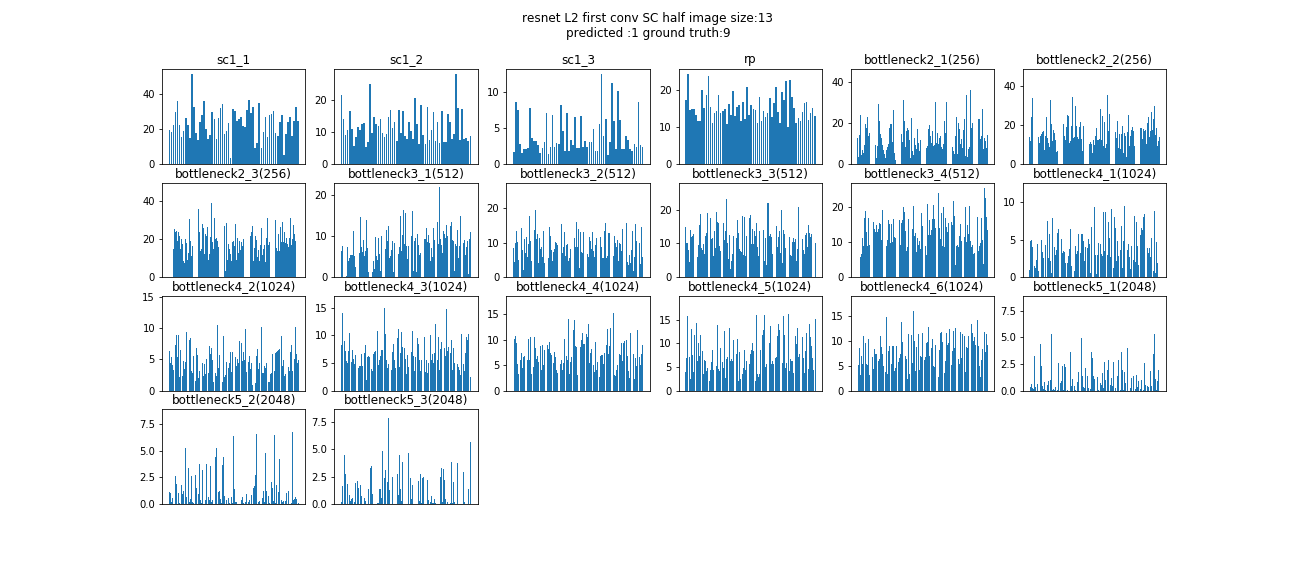 resnet L2 first conv SC half image size:13
predicted :1 ground truth:9
sc1_1 sc1_2 sc1_3 rp bottleneck2_1(256) bottleneck2_2(256)
40 20 0
20 10 0
10 5 0
20 15 10 5 0
40 20 0
40 20 0
bottleneck2_3(256) bottleneck3_1(512) bottleneck3_2(512) bottleneck3_3(512) bottleneck3_4(512) bottleneck4_1(1024)
40 20 0
20 10 0
20 10 0
20 10 0
20 10 0
10 5 0
bottleneck4_2(1024) bottleneck4_3(1024) bottleneck4_4(1024) bottleneck4_5(1024) bottleneck4_6(1024) bottleneck5_1(2048)
15 10 5 0
15 10 5 0
15 10 5 0
15 10 5 0
15 10 5 0
7.5 5.0 2.5 0.0
bottleneck5_2(2048) bottleneck5_3(2048)
7.5 5.0 2.5 0.0
7.5 5.0 2.5 0.0